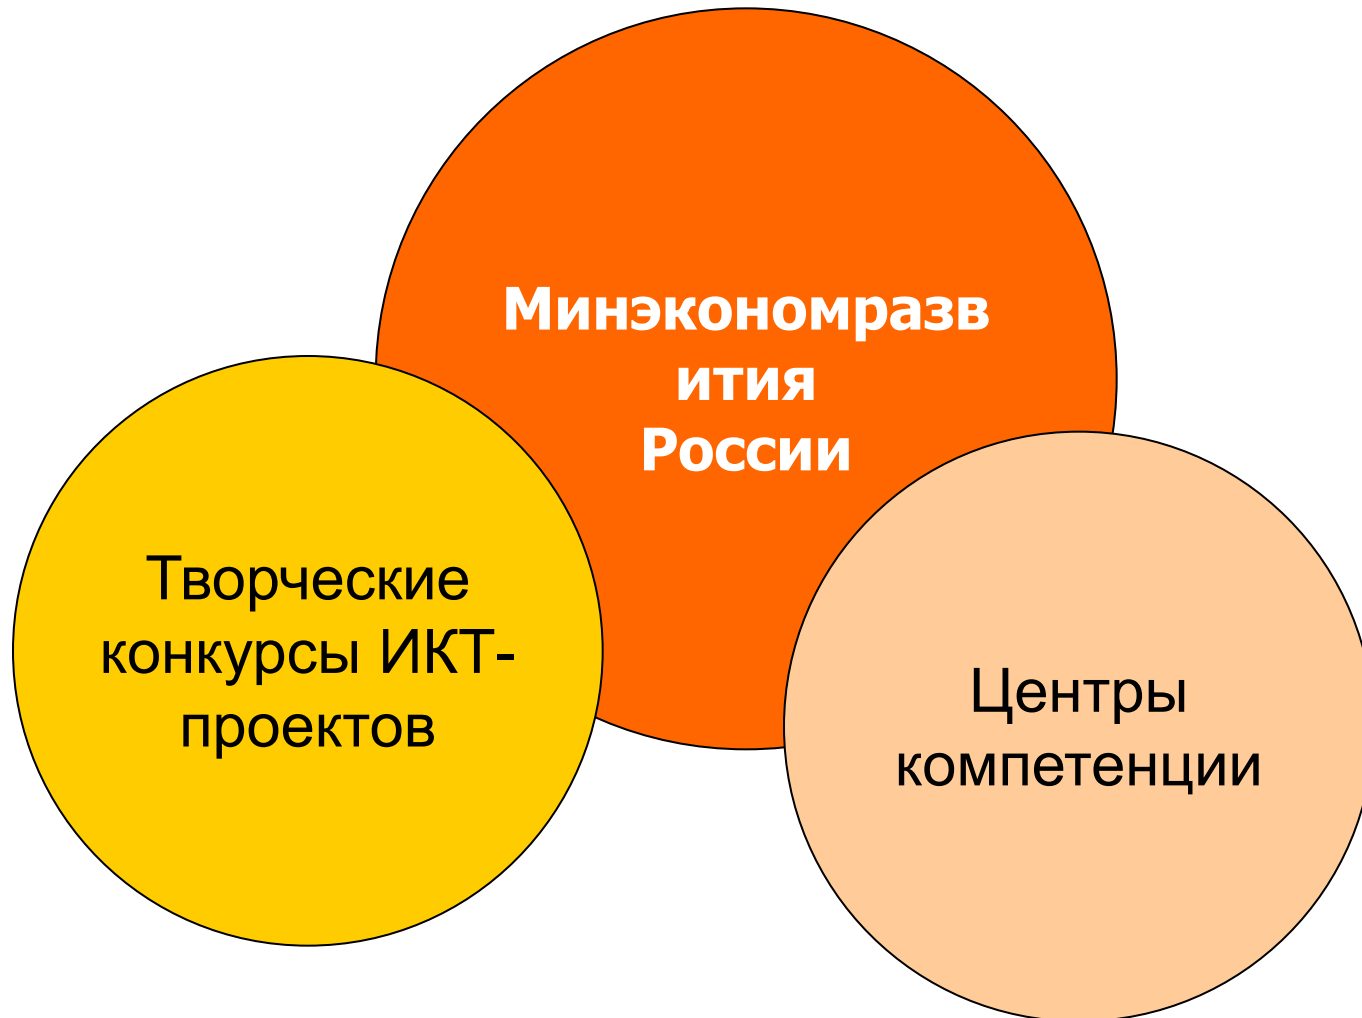 Минэкономразв
ития
России
Творческие
конкурсы ИКТ-
проектов
Центры
компетенции